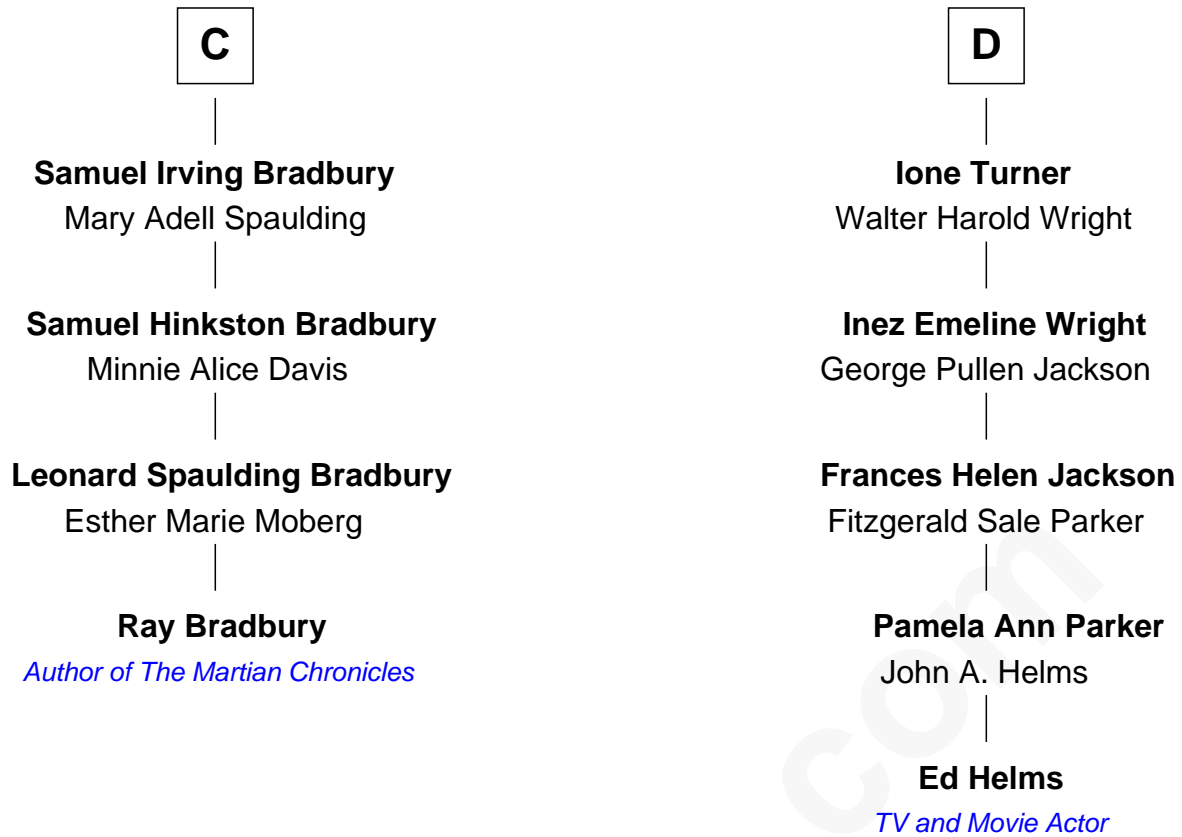 C
Samuel Irving Bradbury
Mary Adell Spaulding
Samuel Hinkston Bradbury
Minnie Alice Davis
Leonard Spaulding Bradbury
Esther Marie Moberg
Ray Bradbury
Author of The Martian Chronicles
D
Ione Turner
Walter Harold Wright
Inez Emeline Wright
George Pullen Jackson
Frances Helen Jackson
Fitzgerald Sale Parker
Pamela Ann Parker
John A. Helms
Ed Helms
TV and Movie Actor
com